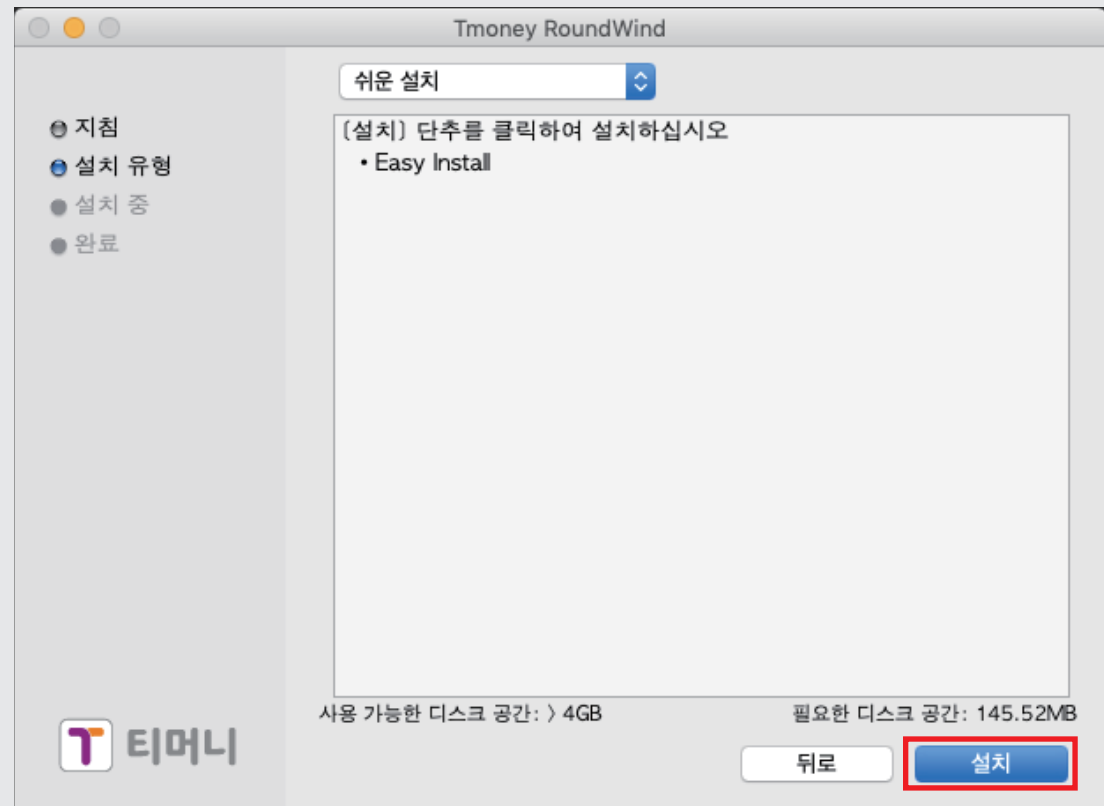 Tmoney RoundWind
쉬운 설치
지침
설치 유형
설치 중
완료
[설치] 단추를 클릭하여 설치하십시오
• Easy Install
사용 가능한 디스크 공간: > 4GB
필요한 디스크 공간: 145.52MB
티머니
뒤로
설치